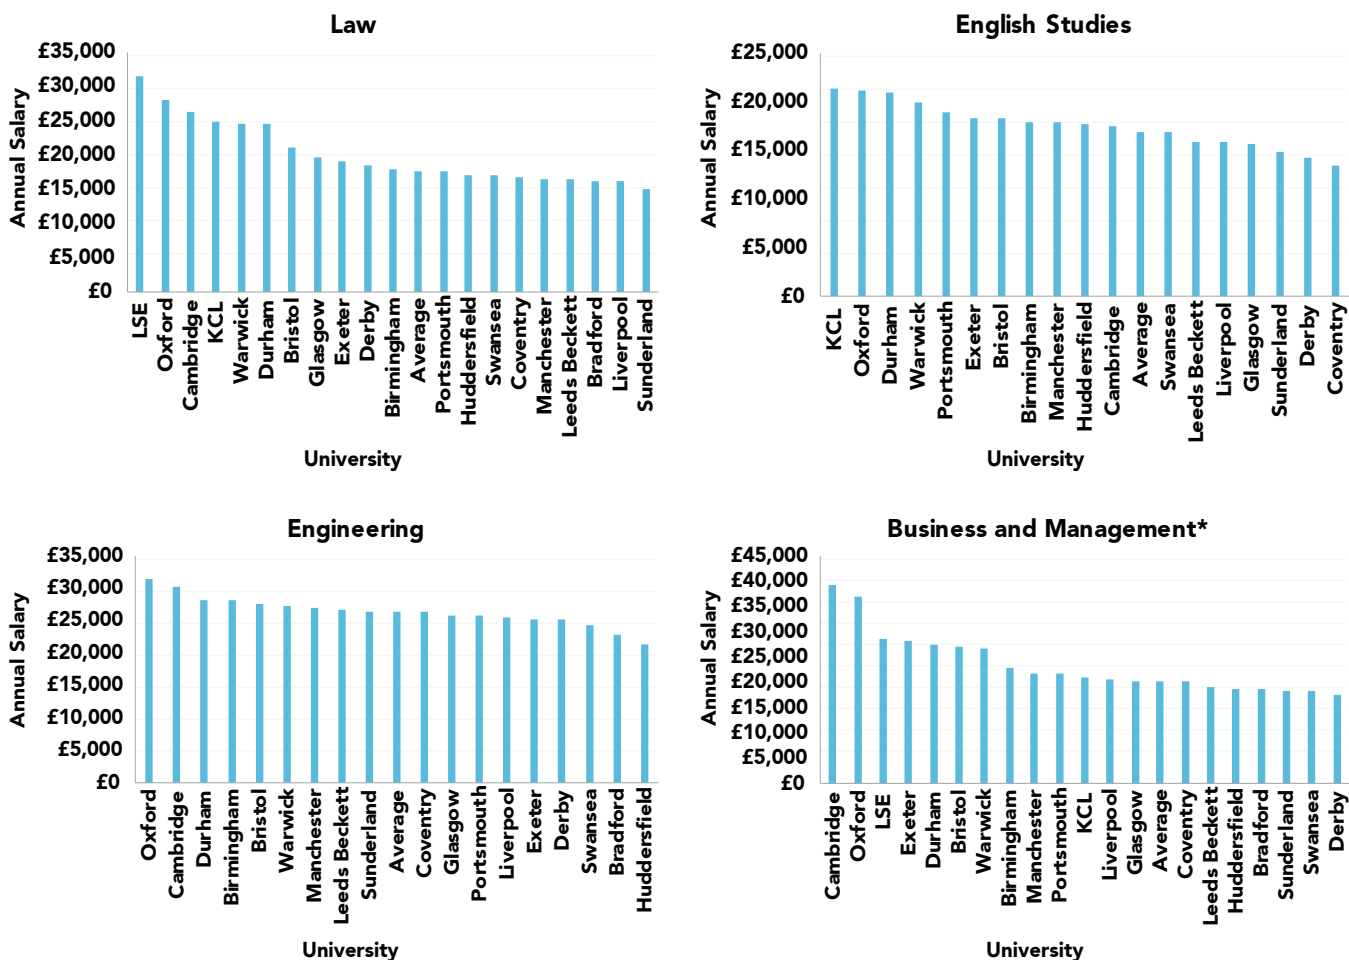 Law
Annual Salary
£35,000
£30,000
£25,000
£20,000
£15,000
£10,000
£5,000
£0
LSE
Oxford
Cambridge
KCL
Warwick
Durham
Bristol
Glasgow
Exeter
Derby
Birmingham
Average
Portsmouth
Huddersfield
Swansea
Coventry
Manchester
Leeds Beckett
Bradford
Liverpool
Sunderland
University
English Studies
Annual Salary
£25,000
£20,000
£15,000
£10,000
£5,000
£0
KCL
Oxford
Durham
Warwick
Portsmouth
Exeter
Bristol
Birmingham
Manchester
Huddersfield
Cambridge
Average
Swansea
Leeds Beckett
Liverpool
Glasgow
Sunderland
Derby
Coventry
University
Engineering
Annual Salary
£35,000
£30,000
£25,000
£20,000
£15,000
£10,000
£5,000
£0
Oxford
Cambridge
Durham
Birmingham
Bristol
Warwick
Manchester
Leeds Beckett
Sunderland
Average
Coventry
Glasgow
Portsmouth
Liverpool
Exeter
Derby
Swansea
Bradford
Huddersfield
University
Business and Management*
Annual Salary
£45,000
£40,000
£35,000
£30,000
£25,000
£20,000
£15,000
£10,000
£5,000
£0
Cambridge
Oxford
LSE
Exeter
Durham
Bristol
Warwick
Birmingham
Manchester
Portsmouth
KCL
Liverpool
Glasgow
Average
Coventry
Leeds Beckett
Huddersfield
Bradford
Sunderland
Swansea
Derby
University